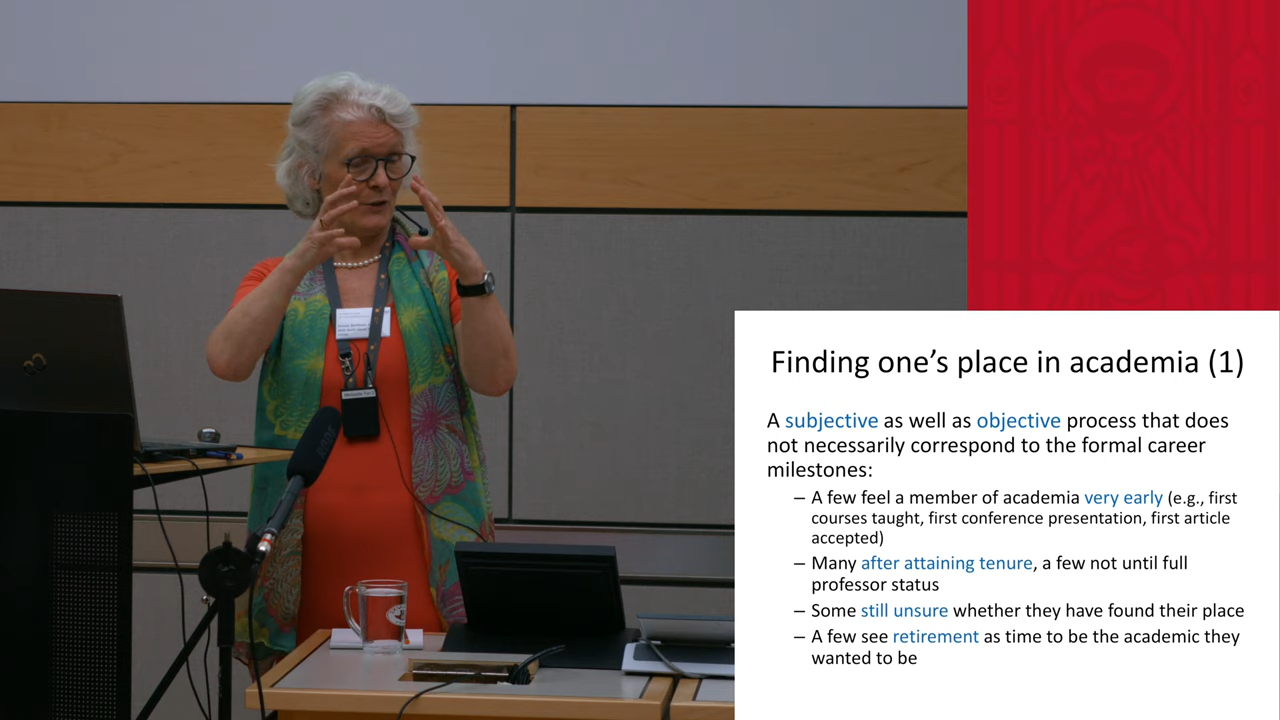 Finding one's place in academia (1)
A subjective as well as objective process that does
not necessarily correspond to the formal career
milestones:
– A few feel a member of academia very early (e.g., first
courses taught, first conference presentation, first article
accepted)
– Many after attaining tenure, a few not until full
professor status
– Some still unsure whether they have found their place
– A few see retirement as time to be the academic they
wanted to be